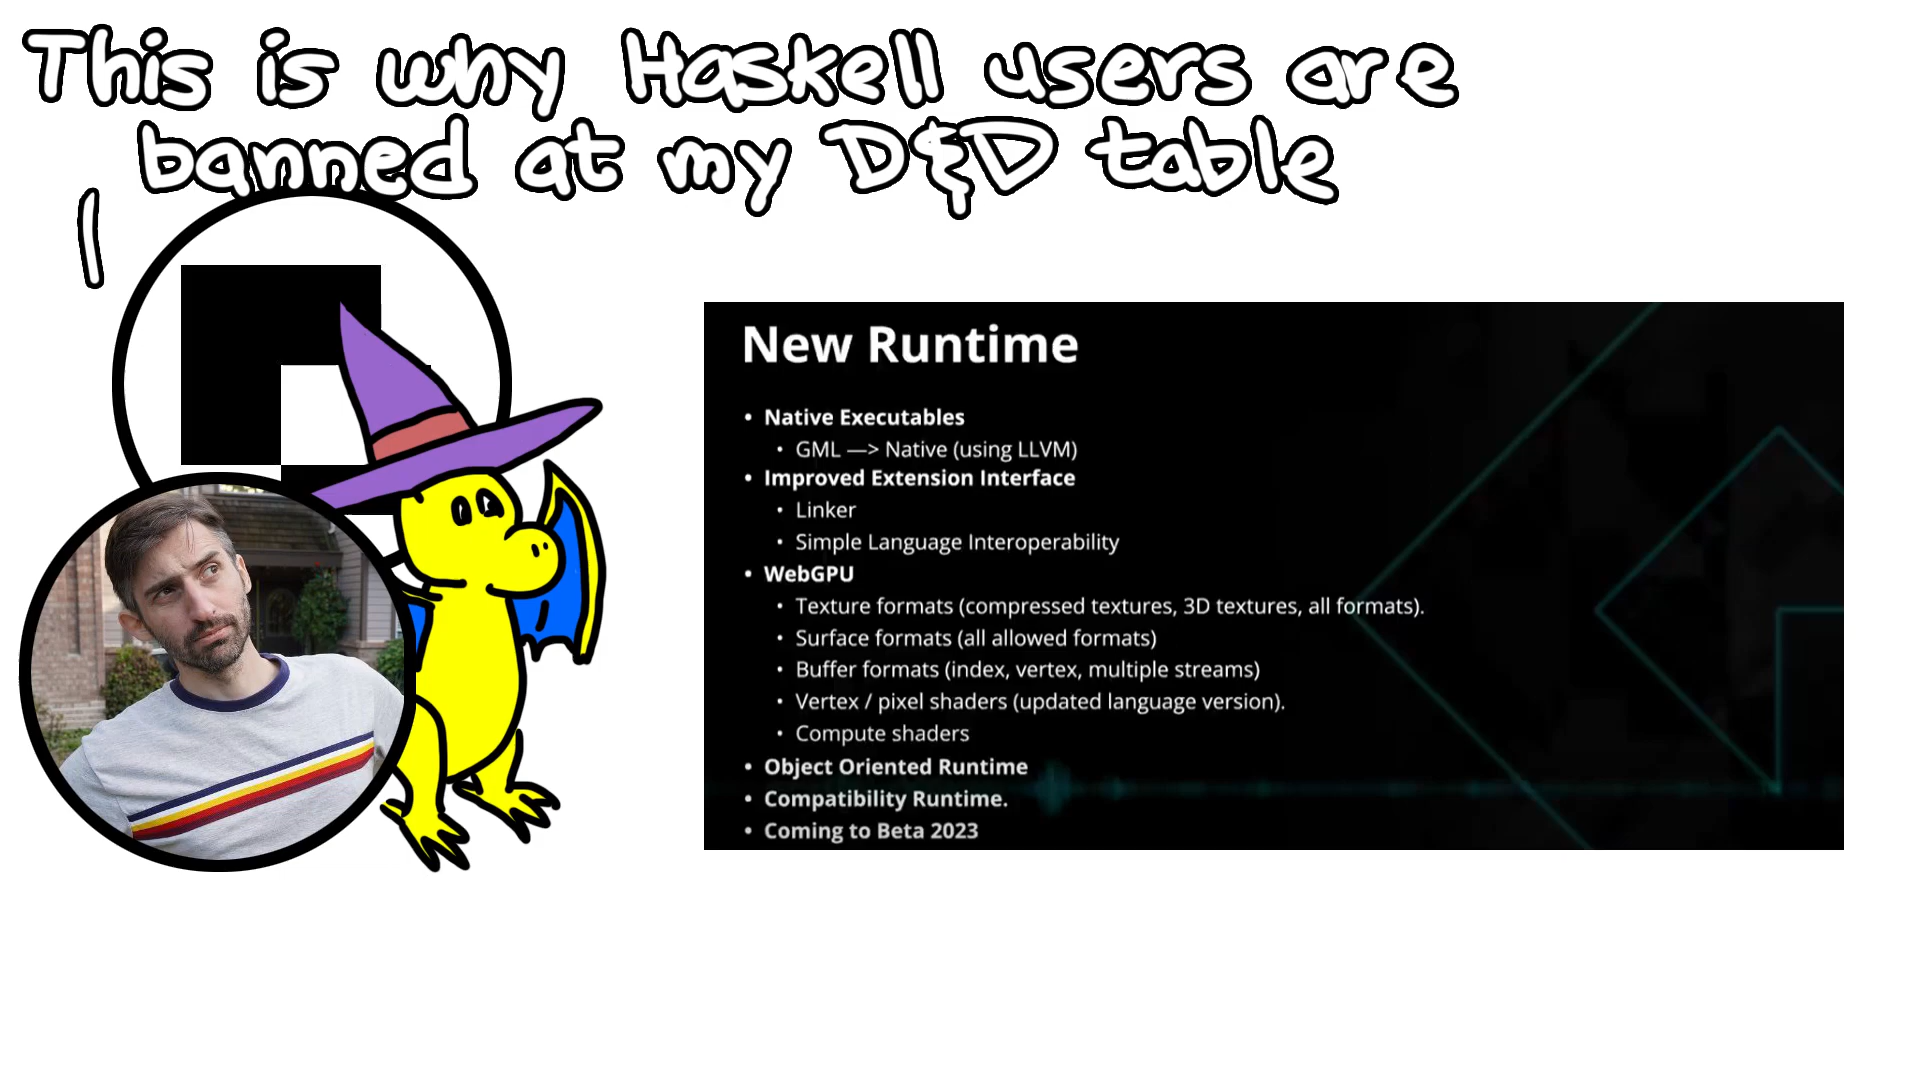 This is why Haskell users are
banned at my D&D table
New Runtime
• Native Executables
• GML —> Native (using LLVM)
• Improved Extension Interface
• Linker
• Simple Language Interoperability
• WebGPU
• Texture formats (compressed textures, 3D textures, all formats).
• Surface formats (all allowed formats)
• Buffer formats (index, vertex, multiple streams)
• Vertex / pixel shaders (updated language version).
• Compute shaders
• Object Oriented Runtime
• Compatibility Runtime.
• Coming to Beta 2023